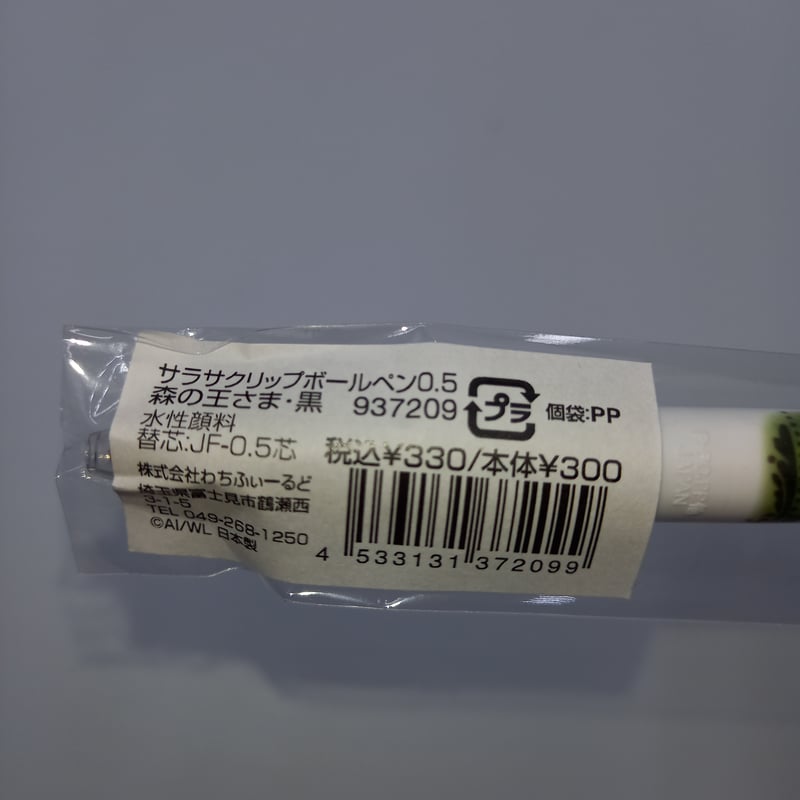 サラサクリップボールペン0.5
森の王さま・黒 937209
プラ
個袋:PP
水性顔料
替芯:JF-0.5芯
税込¥330/本体¥300
株式会社わちふぃーるど
埼玉県富士見市鶴瀬西
3-1-5
TEL 049-268-1250
©AI/WL 日本製
4 533131 372099